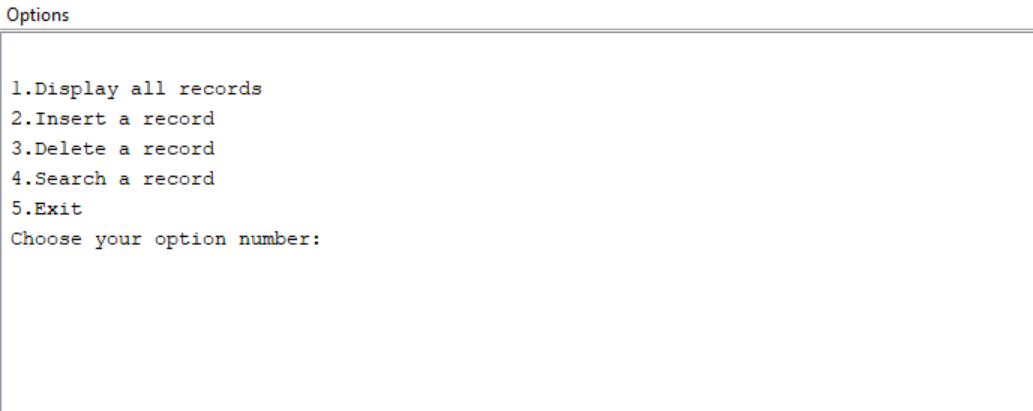 Options
1.Display all records
2.Insert a record
3.Delete a record
4.Search a record
5.Exit
Choose your option number: